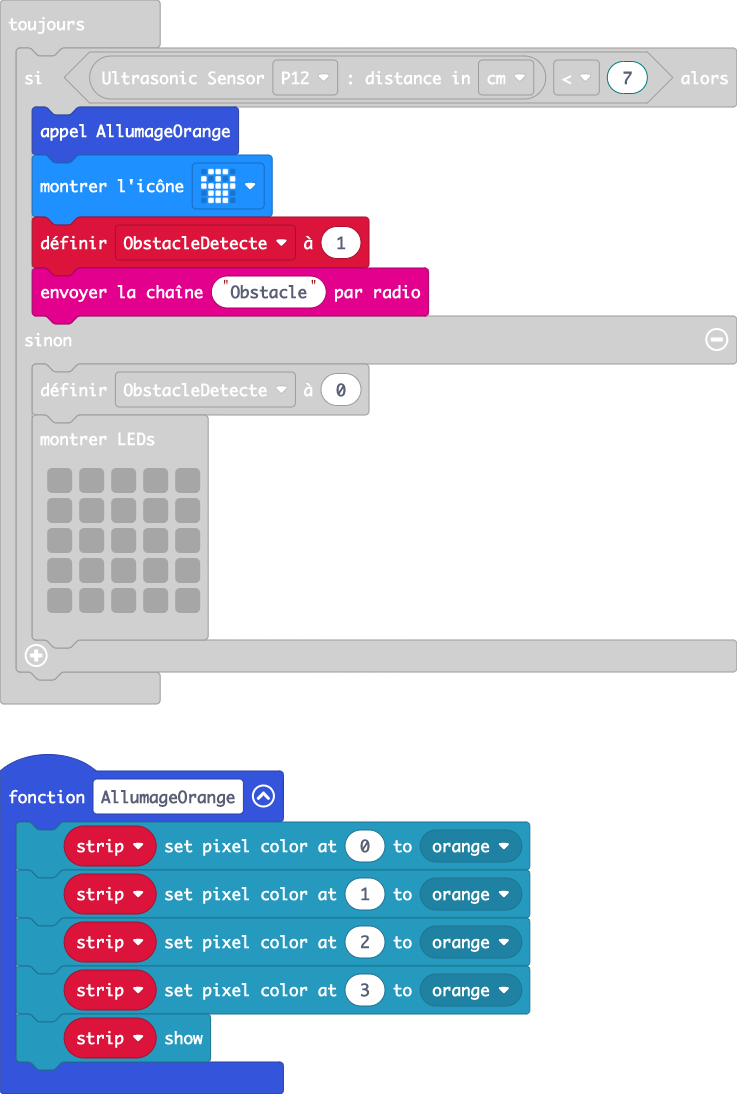 toujours
si Ultrasonic Sensor P12 : distance in cm < 7 alors
appel AllumageOrange
montrer l'icône
définir ObstacleDetecte à 1
envoyer la chaîne "Obstacle" par radio
sinon
définir ObstacleDetecte à 0
montrer LEDs
fonction AllumageOrange
strip set pixel color at 0 to orange
strip set pixel color at 1 to orange
strip set pixel color at 2 to orange
strip set pixel color at 3 to orange
strip show